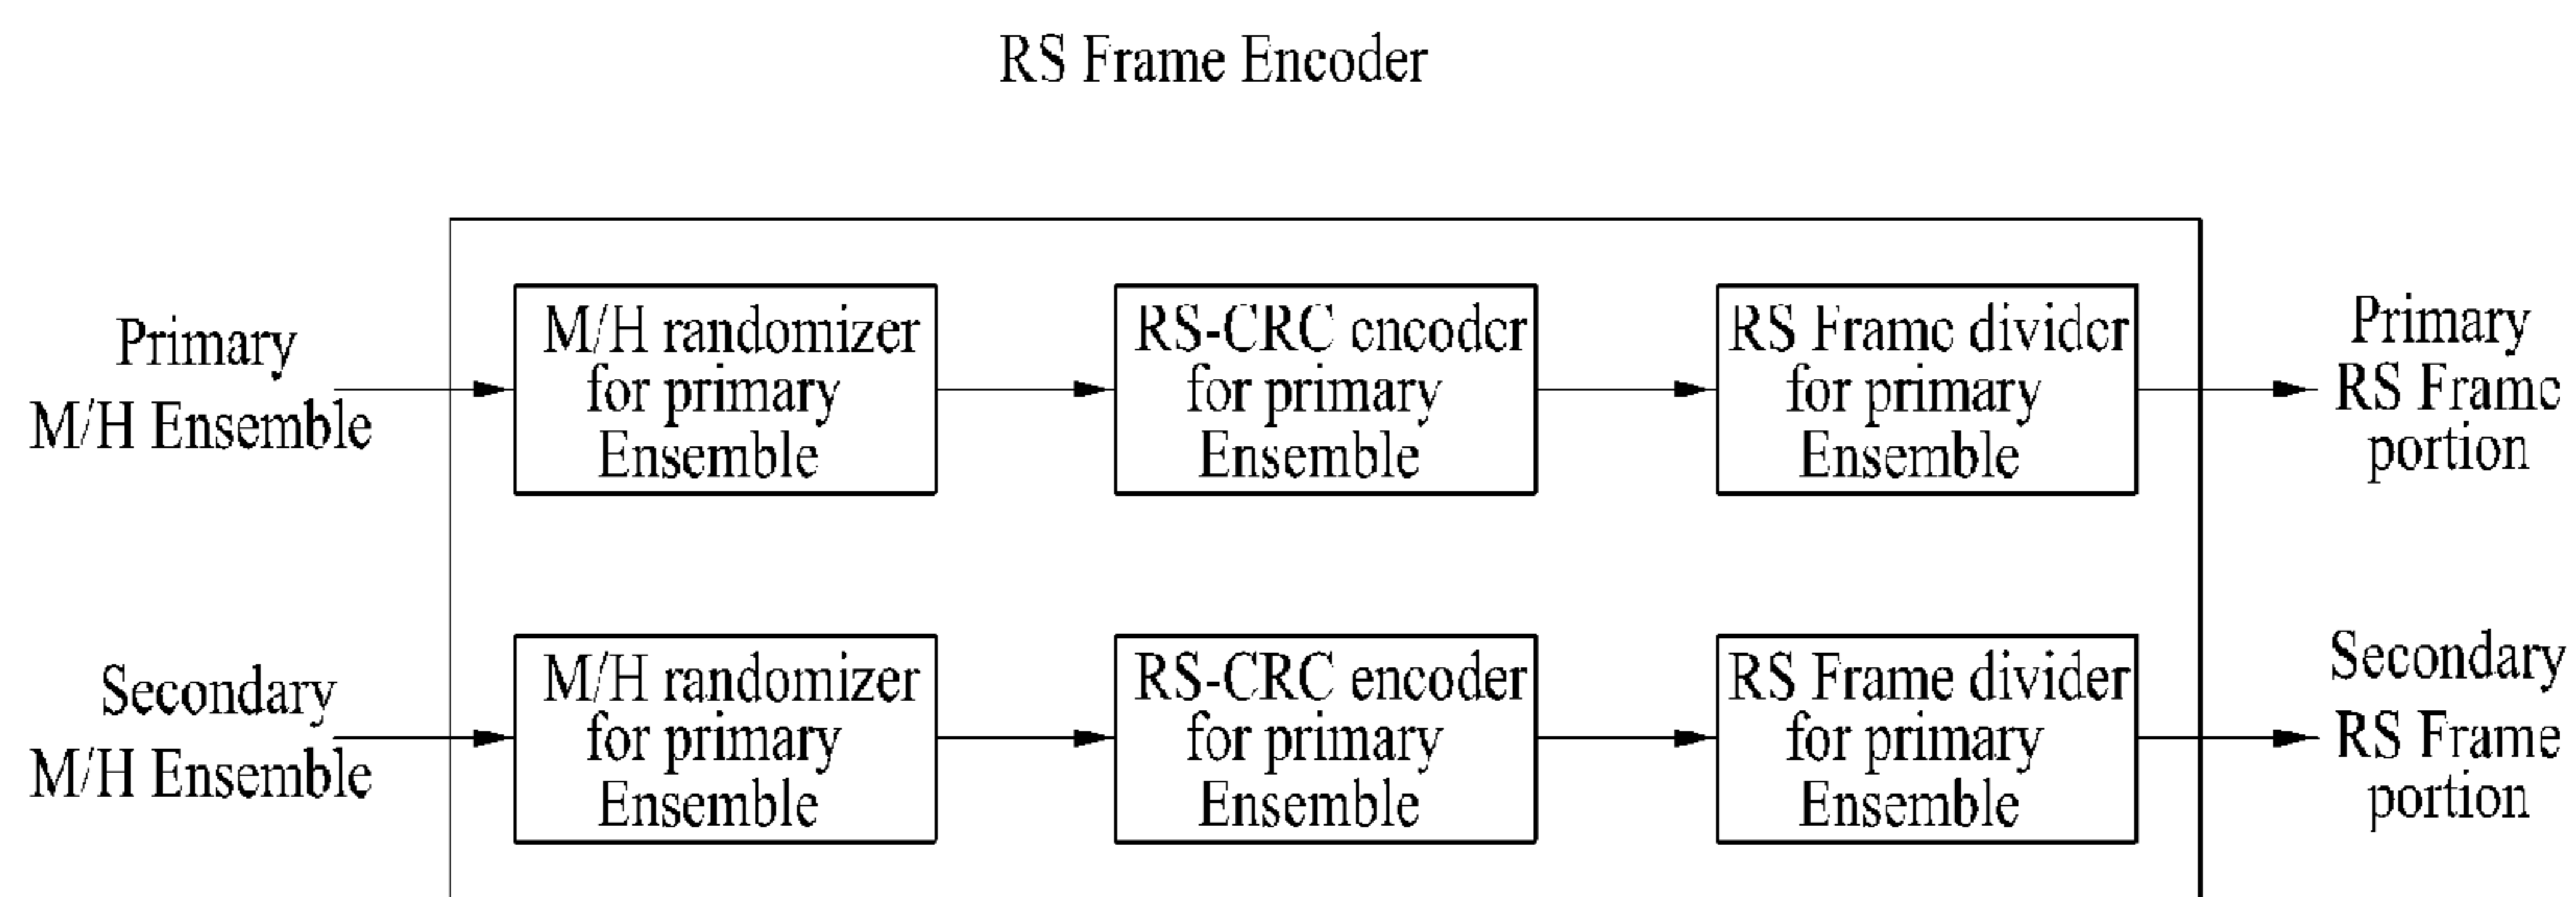 RS Frame Encoder
Primary
M/H Ensemble
M/H randomizer
for primary
Ensemble
RS-CRC encoder
for primary
Ensemble
RS Frame divider
for primary
Ensemble
Primary
RS Frame
portion
Secondary
M/H Ensemble
M/H randomizer
for primary
Ensemble
RS-CRC encoder
for primary
Ensemble
RS Frame divider
for primary
Ensemble
Secondary
RS Frame
portion